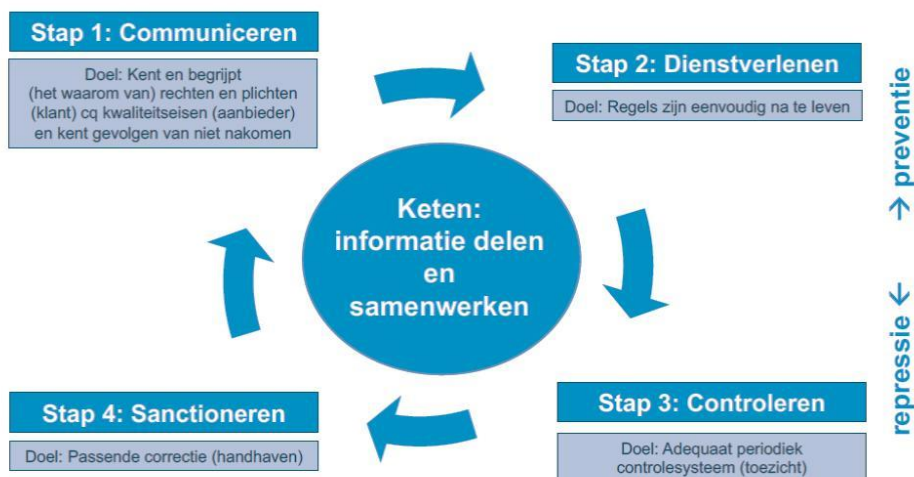 Stap 1: Communiceren
Doel: Kent en begrijpt
(het waarom van) rechten en plichten
(klant) cq kwaliteitseisen (aanbieder)
en kent gevolgen van niet nakomen
Stap 2: Dienstverlenen
Doel: Regels zijn eenvoudig na te leven
→ preventie
Keten:
informatie delen
en
samenwerken
repressie ←
Stap 4: Sanctioneren
Doel: Passende correctie (handhaven)
Stap 3: Controleren
Doel: Adequaat periodiek
controlesysteem (toezicht)